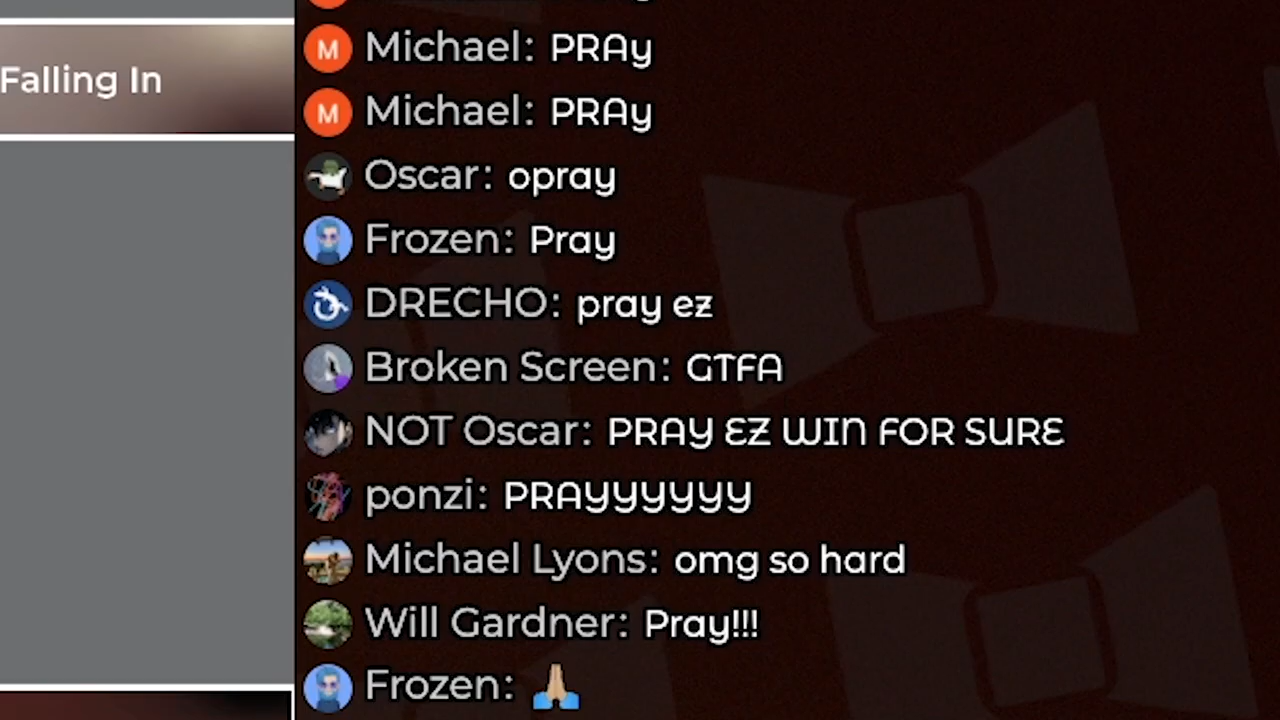 Falling In
M Michael: PRAy
M Michael: PRAy
Oscar: opray
Frozen: Pray
DRECHO: pray ez
Broken Screen: GTFA
NOT Oscar: PRAY EZ WIN FOR SURE
ponzi: PRAYYYYYY
Michael Lyons: omg so hard
Will Gardner: Pray!!!
Frozen: 🙏🏼